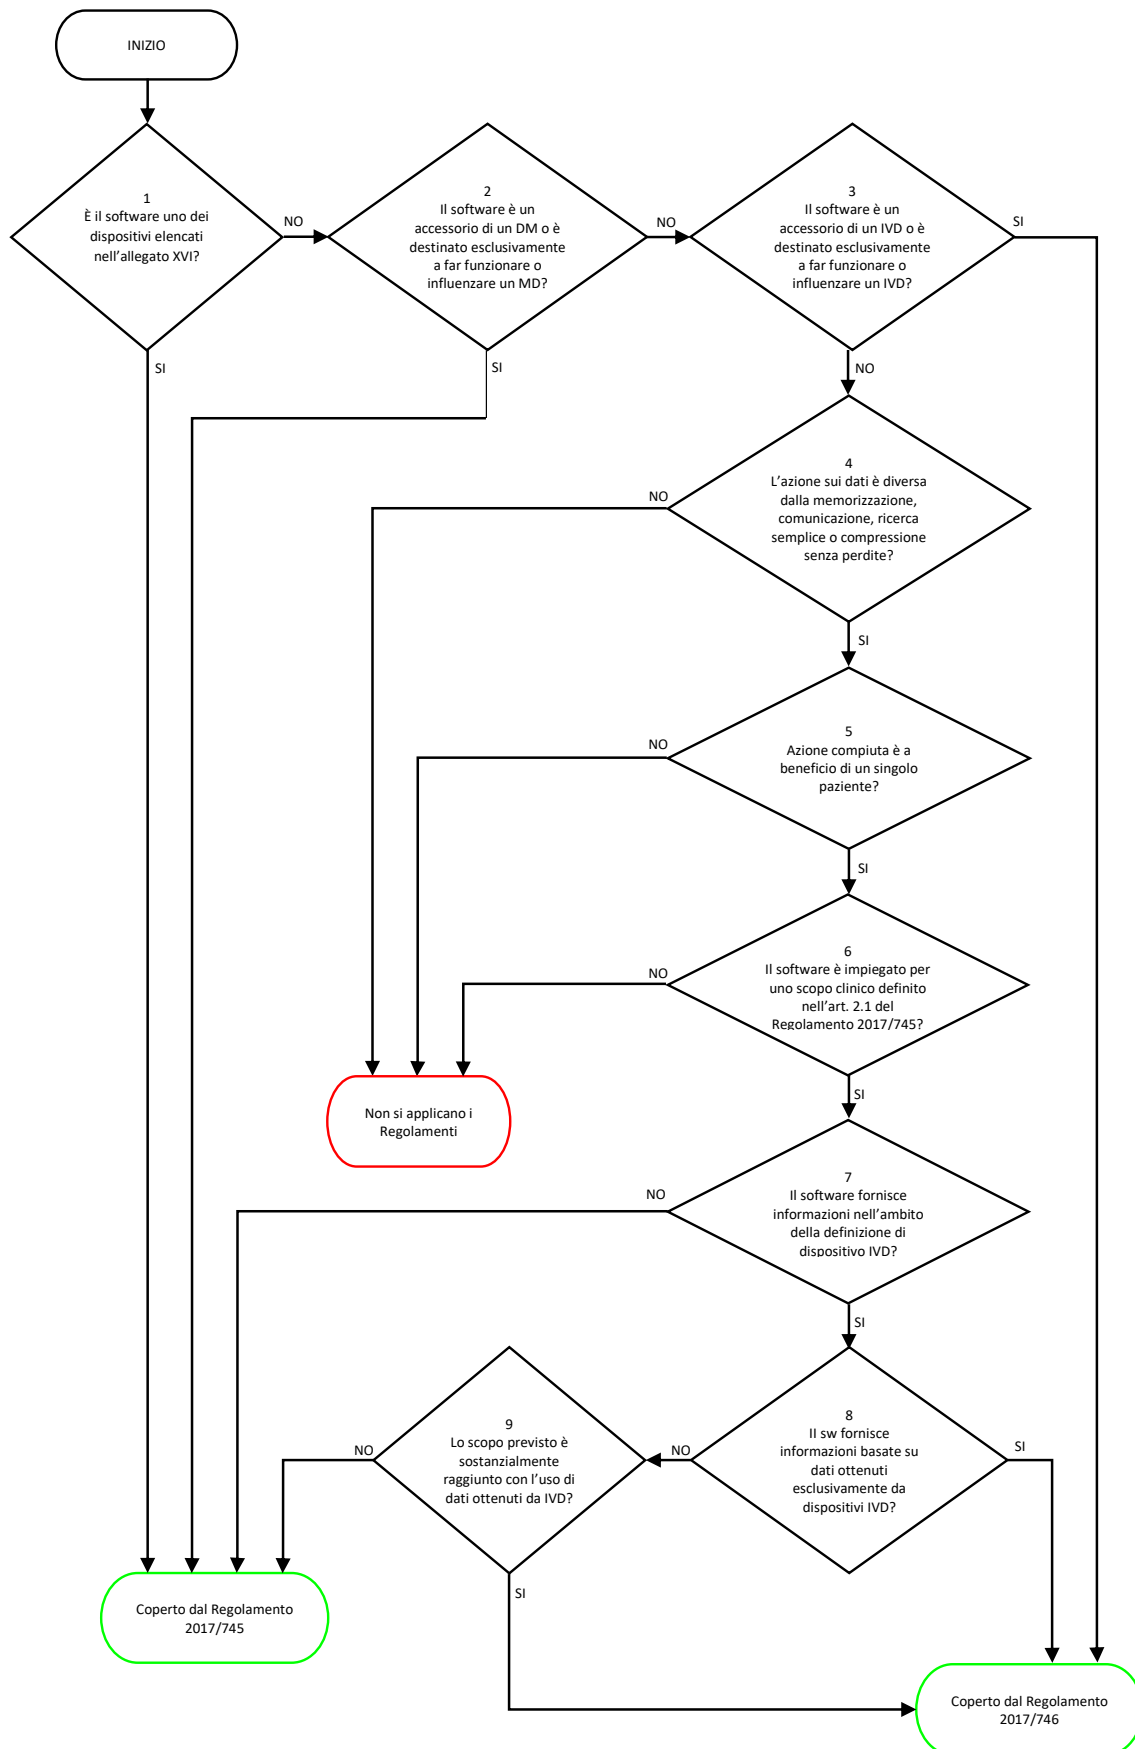 INIZIO
1
È il software uno dei
dispositivi elencati
nell'allegato XVI?
NO
SI
2
Il software è un
accessorio di un DM o è
destinato esclusivamente
a far funzionare o
influenzare un MD?
NO
SI
3
Il software è un
accessorio di un IVD o è
destinato esclusivamente
a far funzionare o
influenzare un IVD?
SI
NO
4
L'azione sui dati è diversa
dalla memorizzazione,
comunicazione, ricerca
semplice o compressione
senza perdite?
NO
SI
5
Azione compiuta è a
beneficio di un singolo
paziente?
NO
SI
6
Il software è impiegato per
uno scopo clinico definito
nell'art. 2.1 del
Regolamento 2017/745?
NO
SI
Non si applicano i
Regolamenti
7
Il software fornisce
informazioni nell'ambito
della definizione di
dispositivo IVD?
NO
SI
8
Il sw fornisce
informazioni basate su
dati ottenuti
esclusivamente da
dispositivi IVD?
NO
SI
9
Lo scopo previsto è
sostanzialmente
raggiunto con l'uso di
dati ottenuti da IVD?
NO
SI
Coperto dal Regolamento
2017/745
Coperto dal Regolamento
2017/746